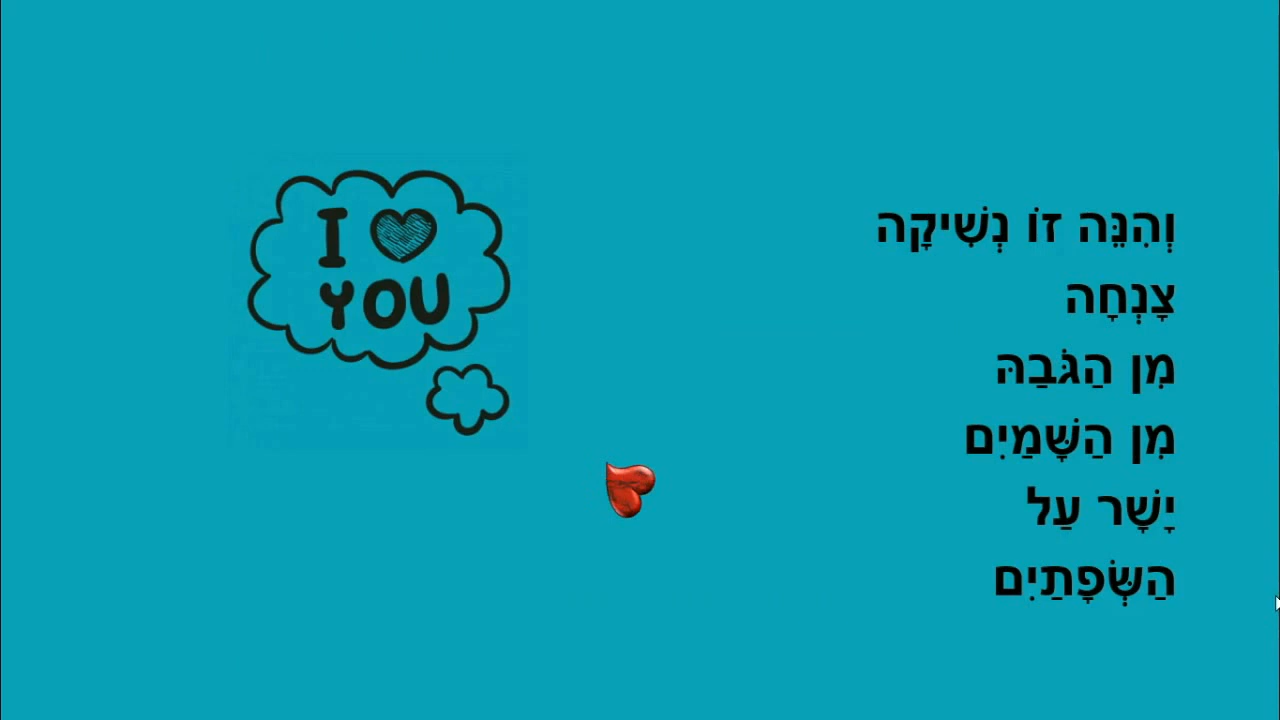 I ♥
YOU
וְהִנֵּה זוֹ נְשִׁיקָה
צָנְחָה
מִן הַגֹּבַהּ
מִן הַשָּׁמַיִם
יָשָׁר עַל
הַשְּׂפָתַיִם